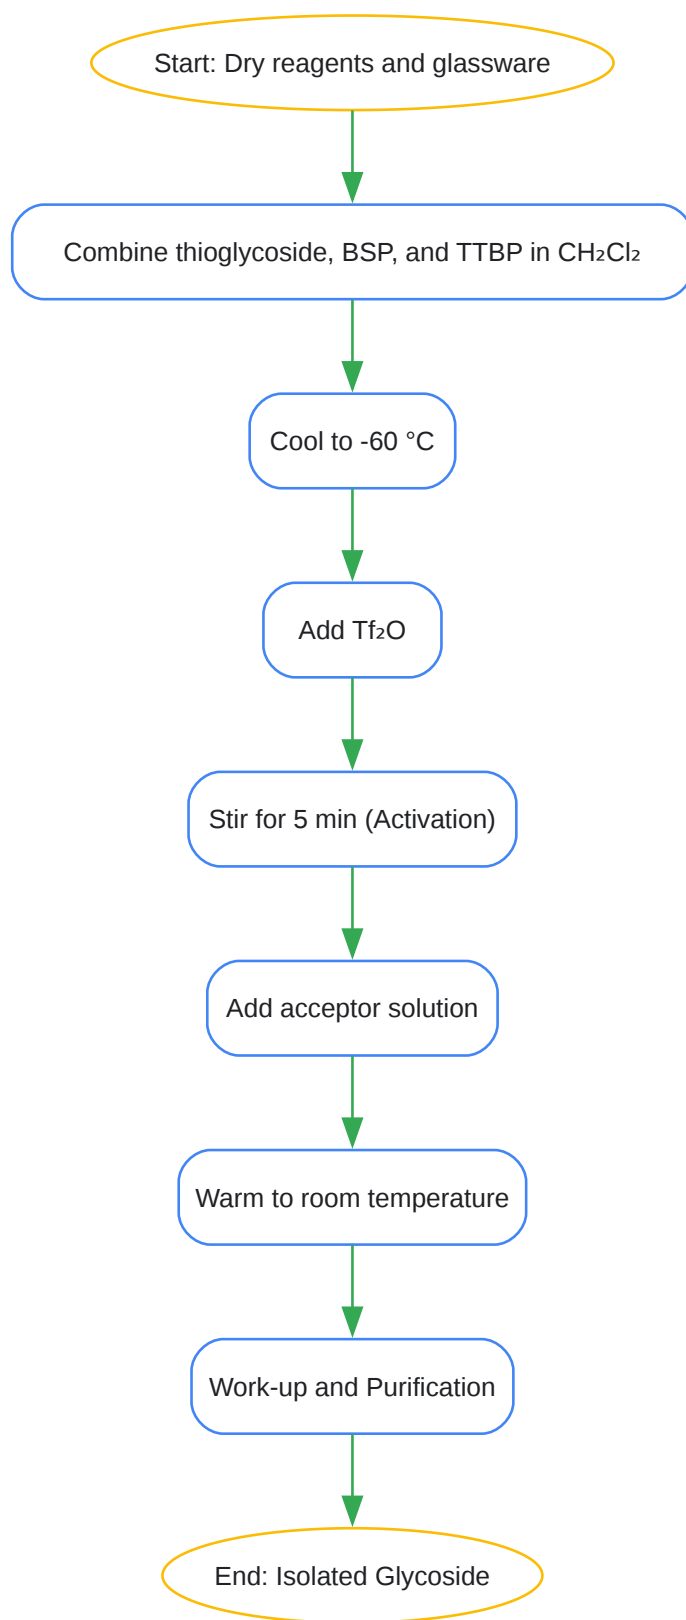 Start: Dry reagents and glassware
Combine thioglycoside, BSP, and TTBP in CH₂Cl₂
Cool to -60 °C
Add Tf₂O
Stir for 5 min (Activation)
Add acceptor solution
Warm to room temperature
Work-up and Purification
End: Isolated Glycoside